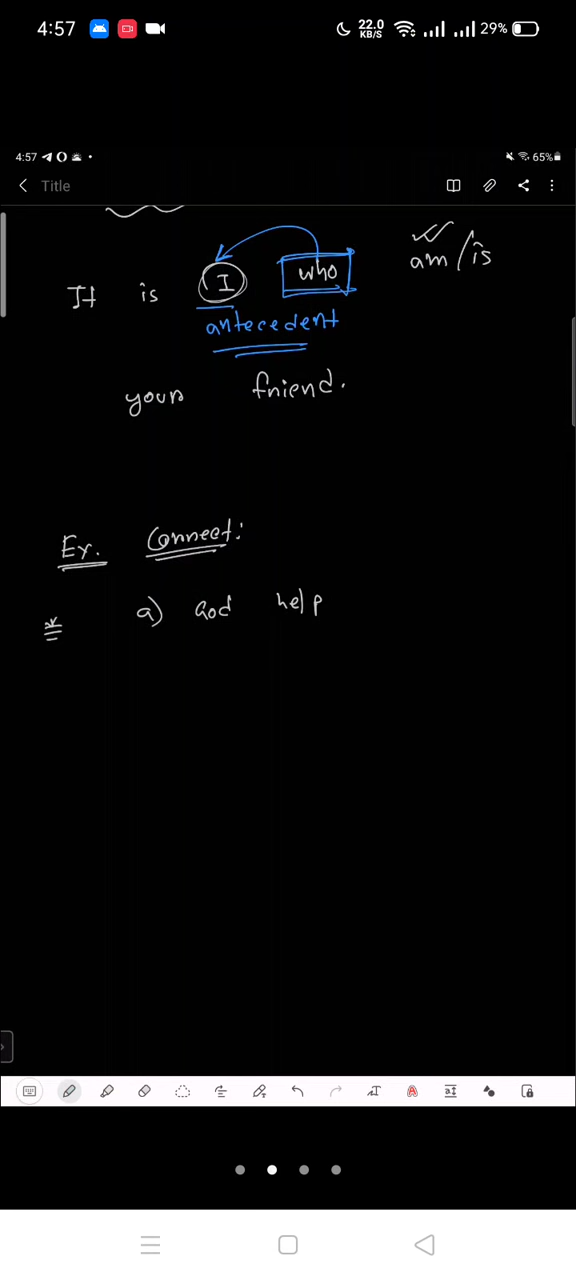 4:57 22.0 KB/S 29%
4:57 65%
Title
am/is
It is I who
antecedent
your friend.
Ex. Connect:
a) God help